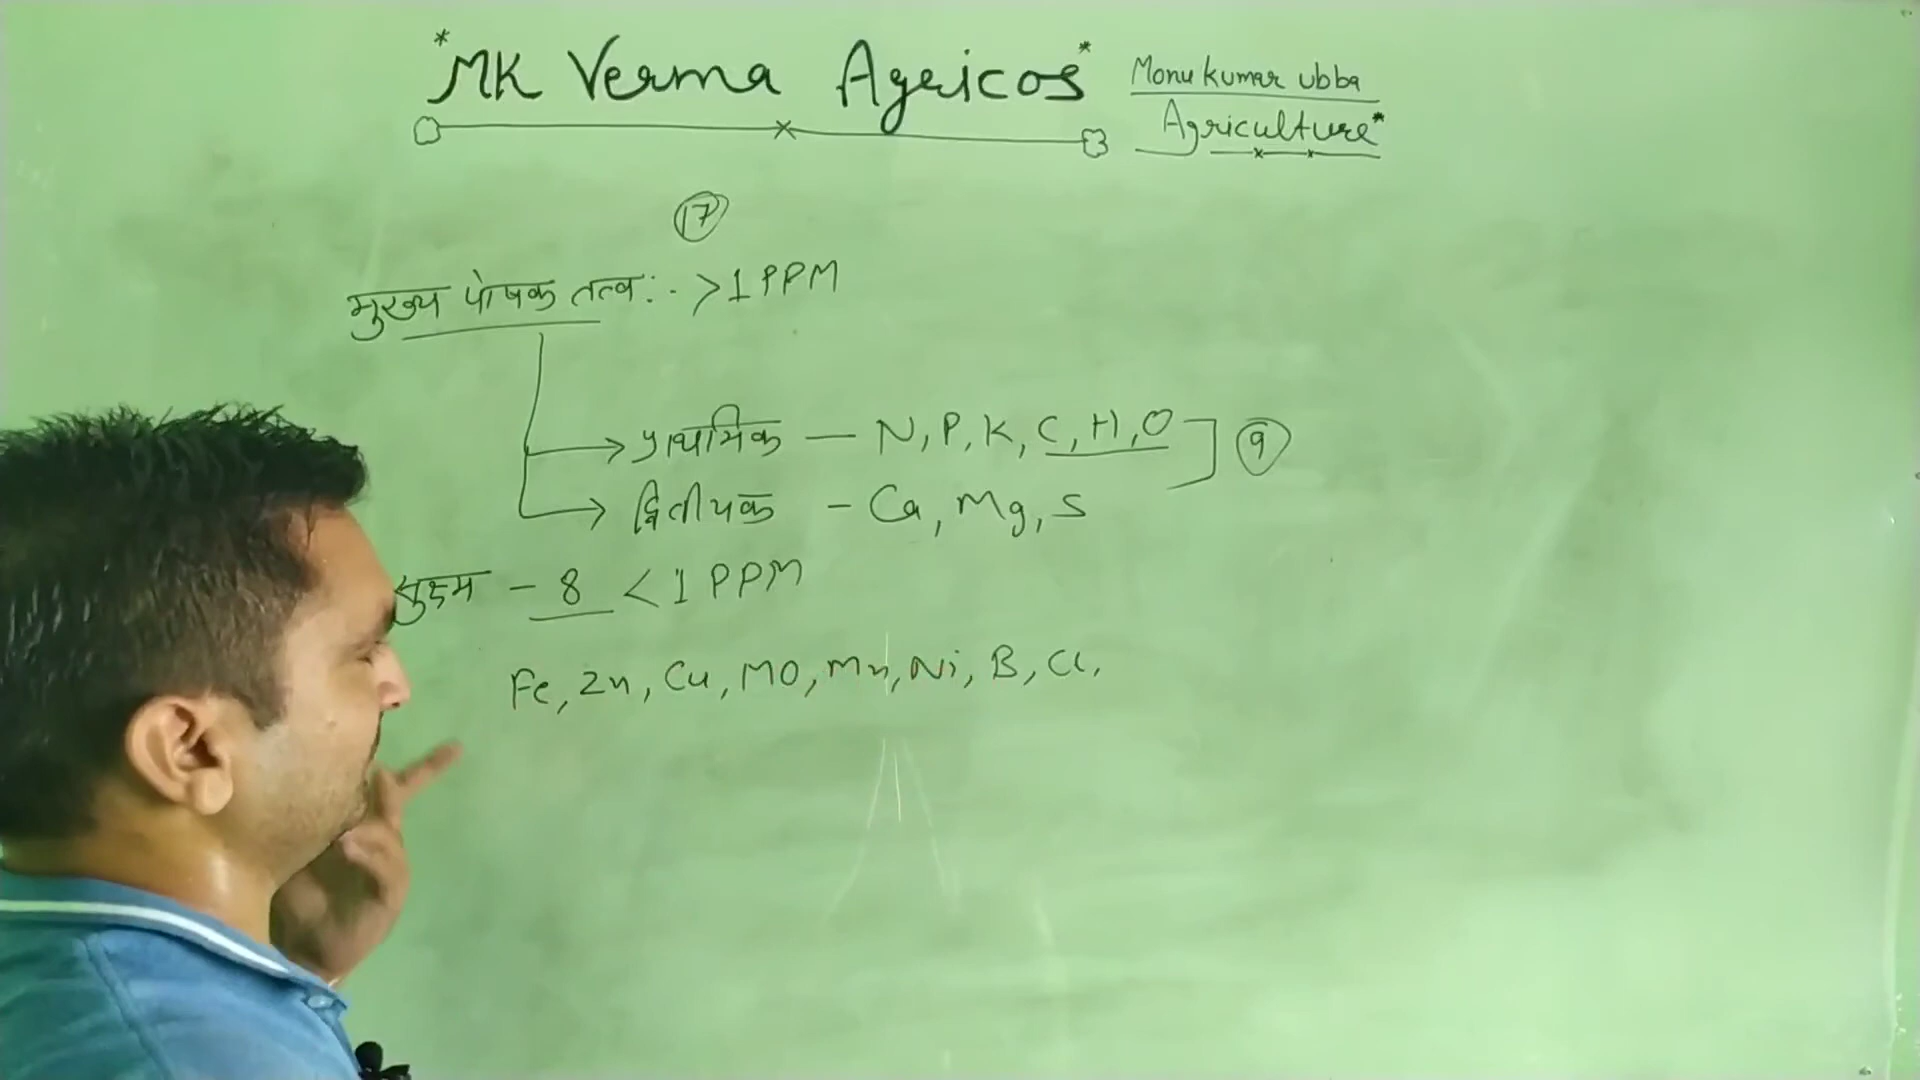 *MK Verma Agricos*
Monu kumar ubba
Agriculture*
17
मुख्य पोषक तत्व:- >1 PPM
प्राथमिक — N, P, K, C, H, O
9
द्वितीयक - Ca, Mg, S
सुक्ष्म - 8 < 1 PPM
Fe, Zn, Cu, MO, Mn, Ni, B, Cl,